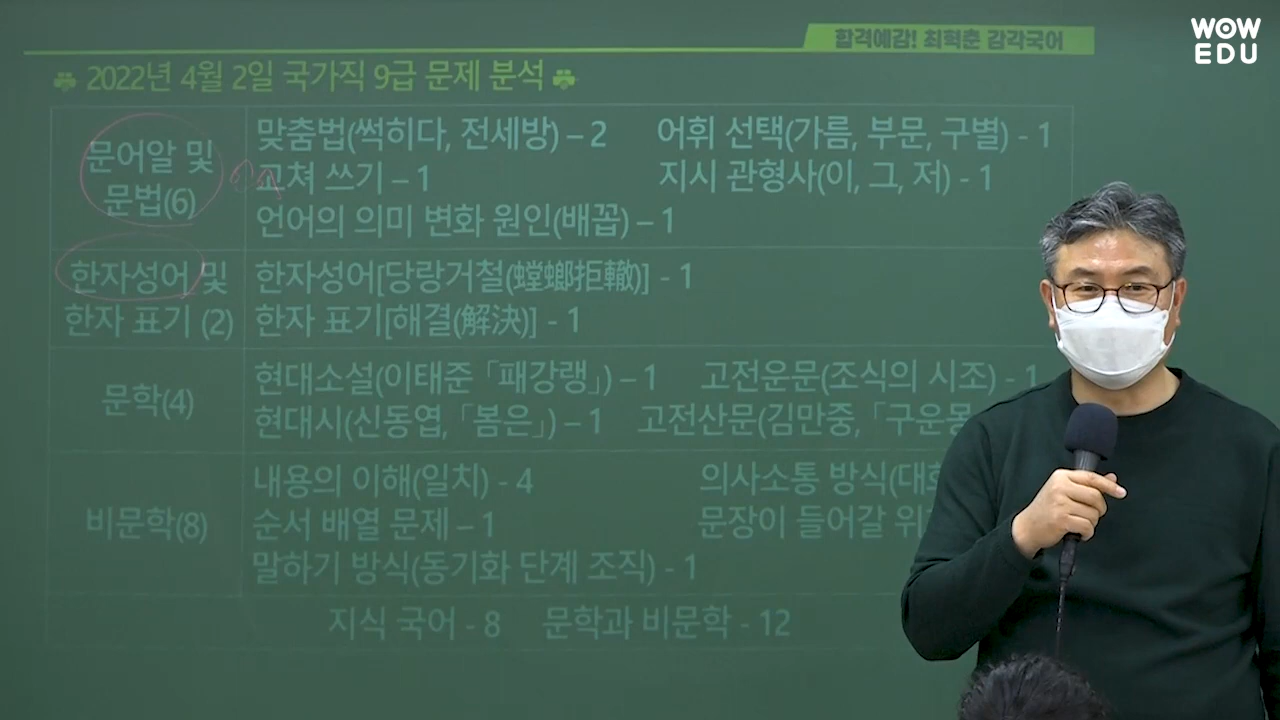 WOW
EDU
합격예감! 최혁춘 감각국어
2022년 4월 2일 국가직 9급 문제 분석
문어알 및
문법(6)
맞춤법(썩히다, 전세방) – 2 어휘 선택(가름, 부문, 구별) - 1
고쳐 쓰기 – 1 지시 관형사(이, 그, 저) - 1
언어의 의미 변화 원인(배꼽) – 1
한자성어 및
한자 표기 (2)
한자성어[당랑거철(螳螂拒轍)] - 1
한자 표기[해결(解決)] - 1
문학(4)
현대소설(이태준 「패강랭」) – 1 고전운문(조식의 시조) - 1
현대시(신동엽, 「봄은」) – 1 고전산문(김만중, 「구운몽
비문학(8)
내용의 이해(일치) - 4 의사소통 방식(대화
순서 배열 문제 – 1 문장이 들어갈 위
말하기 방식(동기화 단계 조직) - 1
지식 국어 - 8 문학과 비문학 - 12